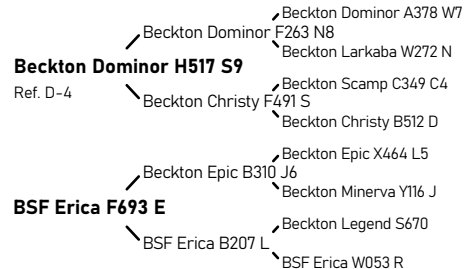 Beckton Dominor A378 W7
Beckton Dominor F263 N8
Beckton Larkaba W272 N
Beckton Dominor H517 S9
Ref. D-4
Beckton Scamp C349 C4
Beckton Christy F491 S
Beckton Christy B512 D
Beckton Epic X464 L5
Beckton Epic B310 J6
Beckton Minerva Y116 J
BSF Erica F693 E
Beckton Legend S670
BSF Erica B207 L
BSF Erica W053 R